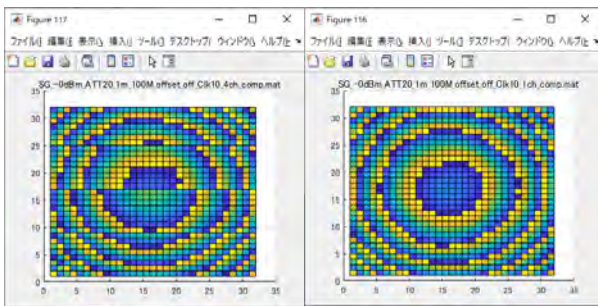 Figure 117
ファイル(F 編集(E 表示(V 挿入(I ツール(T デスクトップ( ウィンドウ( ヘルプ(H
SG_-0dBm_ATT20_1m_100M_offset_off_Clk10_4ch_comp.mat
35
30
25
20
15
10
5
0
0 5 10 15 20 25 30 35
Figure 116
ファイル(F 編集(E 表示(V 挿入(I ツール(T デスクトップ( ウィンドウ( ヘルプ(H
SG_-0dBm_ATT20_1m_100M_offset_off_Clk10_1ch_comp.mat
35
30
25
20
15
10
5
0
0 5 10 15 20 25 30 35